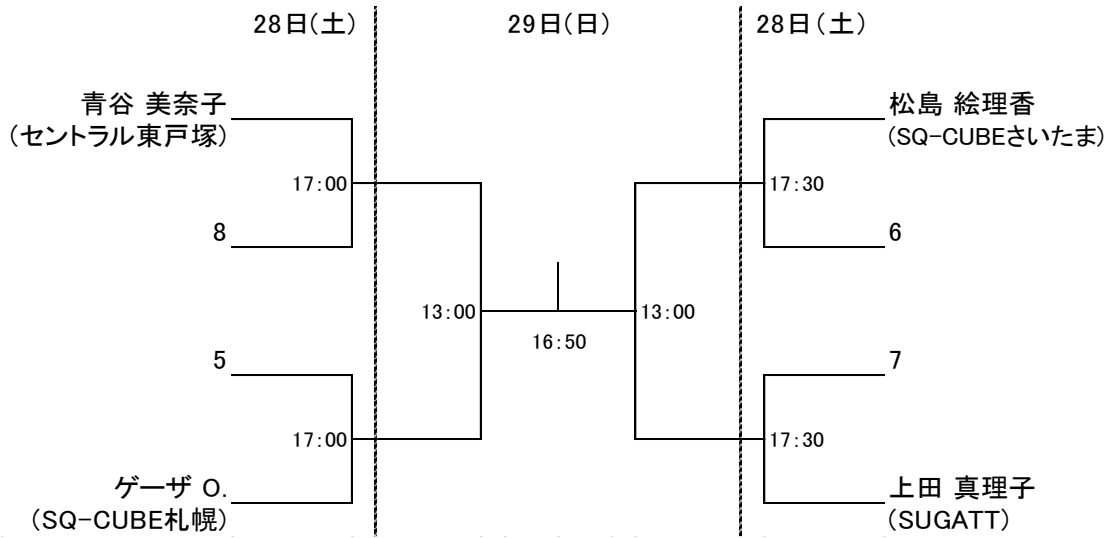 28日(土)
29日(日)
28日(土)
青谷 美奈子
(セントラル東戸塚)
17:00
8
5
17:00
ゲーザ O.
(SQ-CUBE札幌)
13:00
16:50
13:00
松島 絵理香
(SQ-CUBEさいたま)
17:30
6
7
17:30
上田 真理子
(SUGATT)